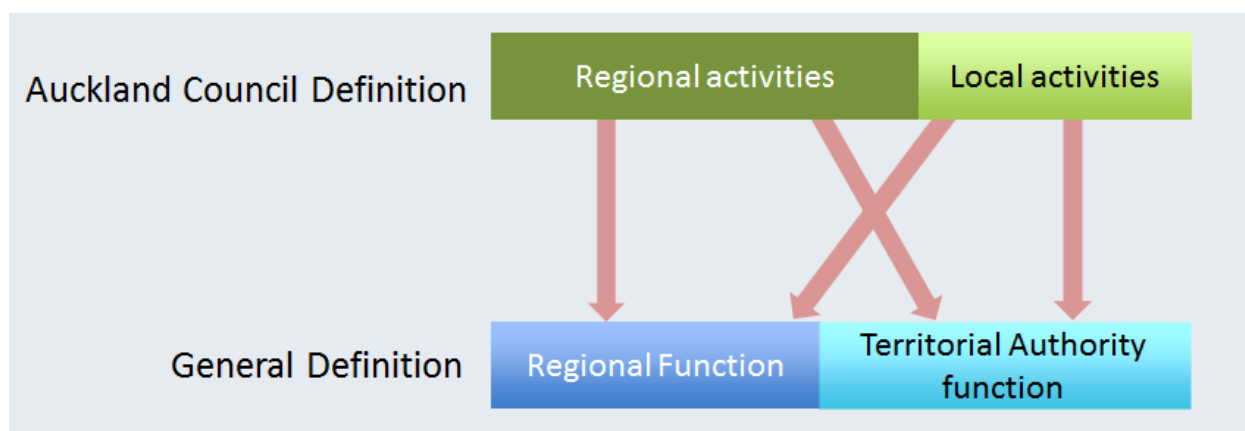 Auckland Council Definition
Regional activities
Local activities
General Definition
Regional Function
Territorial Authority
function